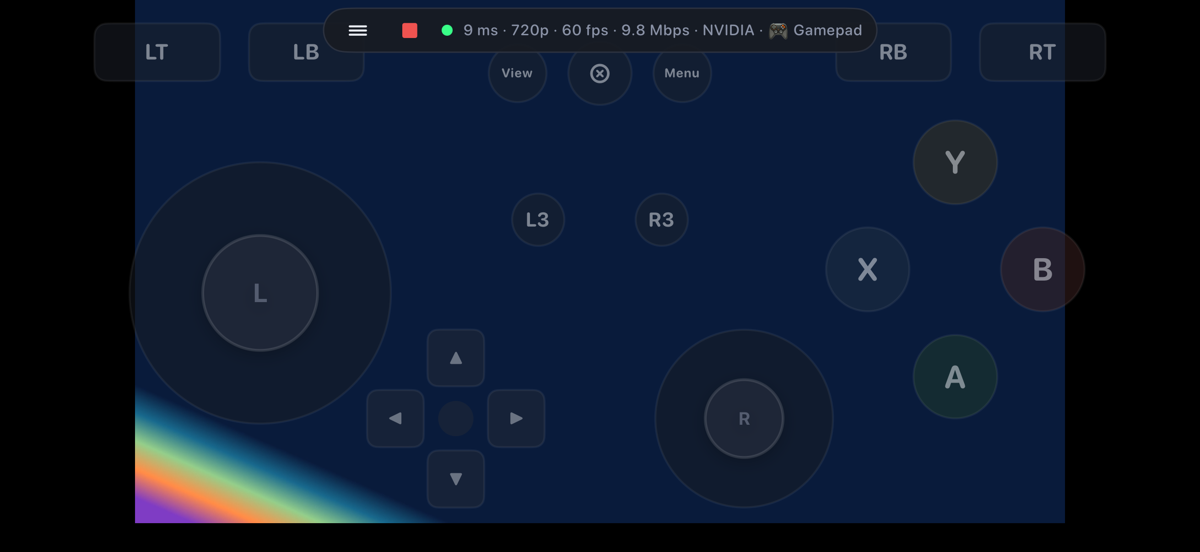 9 ms · 720p · 60 fps · 9.8 Mbps · NVIDIA · 🎮 Gamepad
LT
LB
RB
RT
View
Menu
Y
L3
R3
X
B
L
A
R